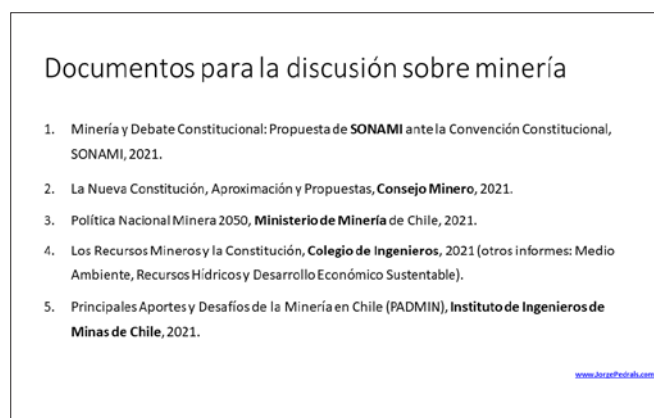 Documentos para la discusión sobre minería
1. Minería y Debate Constitucional: Propuesta de SONAMI ante la Convención Constitucional,
SONAMI, 2021.
2. La Nueva Constitución, Aproximación y Propuestas, Consejo Minero, 2021.
3. Política Nacional Minera 2050, Ministerio de Minería de Chile, 2021.
4. Los Recursos Mineros y la Constitución, Colegio de Ingenieros, 2021 (otros informes: Medio
Ambiente, Recursos Hídricos y Desarrollo Económico Sustentable).
5. Principales Aportes y Desafíos de la Minería en Chile (PADMIN), Instituto de Ingenieros de
Minas de Chile, 2021.
www.JorgePedrals.com